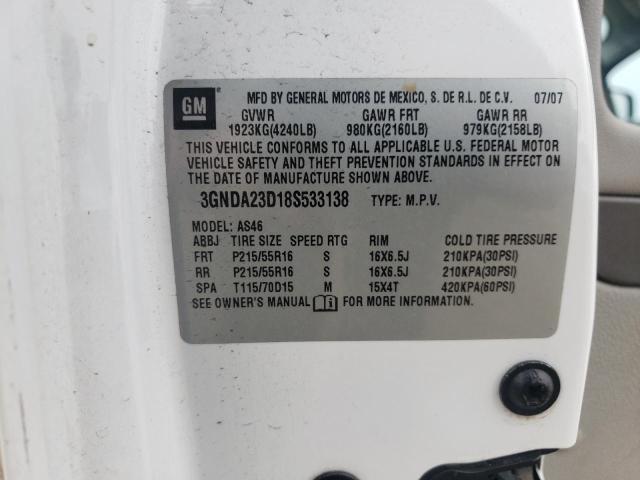 GM MFD BY GENERAL MOTORS DE MEXICO, S. DE R.L. DE C.V. 07/07
GVWR GAWR FRT GAWR RR
1923KG(4240LB) 980KG(2160LB) 979KG(2158LB)
THIS VEHICLE CONFORMS TO ALL APPLICABLE U.S. FEDERAL MOTOR
VEHICLE SAFETY AND THEFT PREVENTION STANDARDS IN EFFECT ON
THE DATE OF MANUFACTURE SHOWN ABOVE.
3GNDA23D18S533138 TYPE: M.P.V.
MODEL: AS46
ABBJ TIRE SIZE SPEED RTG RIM COLD TIRE PRESSURE
FRT P215/55R16 S 16X6.5J 210KPA(30PSI)
RR P215/55R16 S 16X6.5J 210KPA(30PSI)
SPA T115/70D15 M 15X4T 420KPA(60PSI)
SEE OWNER'S MANUAL i FOR MORE INFORMATION.